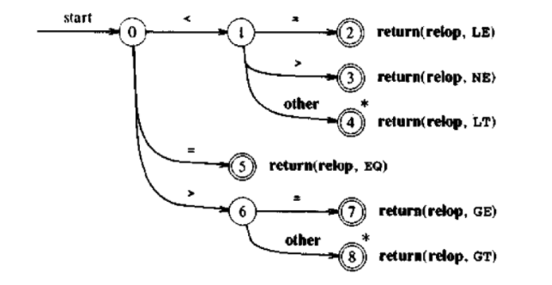 start 0 < 1 = 2 return(relop, LE)
> 3 return(relop, NE)
other 4 * return(relop, LT)
= 5 return(relop, EQ)
> 6 = 7 return(relop, GE)
other 8 * return(relop, GT)